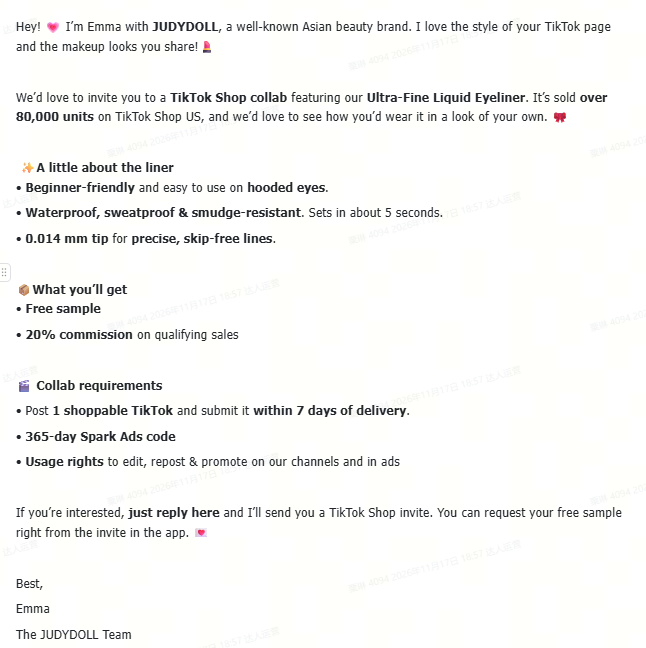 Hey! 💗 I’m Emma with JUDYDOLL, a well-known Asian beauty brand. I love the style of your TikTok page
and the makeup looks you share! 💄
We’d love to invite you to a TikTok Shop collab featuring our Ultra-Fine Liquid Eyeliner. It’s sold over
80,000 units on TikTok Shop US, and we’d love to see how you’d wear it in a look of your own. 🎀
✨A little about the liner
• Beginner-friendly and easy to use on hooded eyes.
• Waterproof, sweatproof & smudge-resistant. Sets in about 5 seconds.
• 0.014 mm tip for precise, skip-free lines.
📦What you’ll get
• Free sample
• 20% commission on qualifying sales
🎬 Collab requirements
• Post 1 shoppable TikTok and submit it within 7 days of delivery.
• 365-day Spark Ads code
• Usage rights to edit, repost & promote on our channels and in ads
If you’re interested, just reply here and I’ll send you a TikTok Shop invite. You can request your free sample
right from the invite in the app. 💌
Best,
Emma
The JUDYDOLL Team